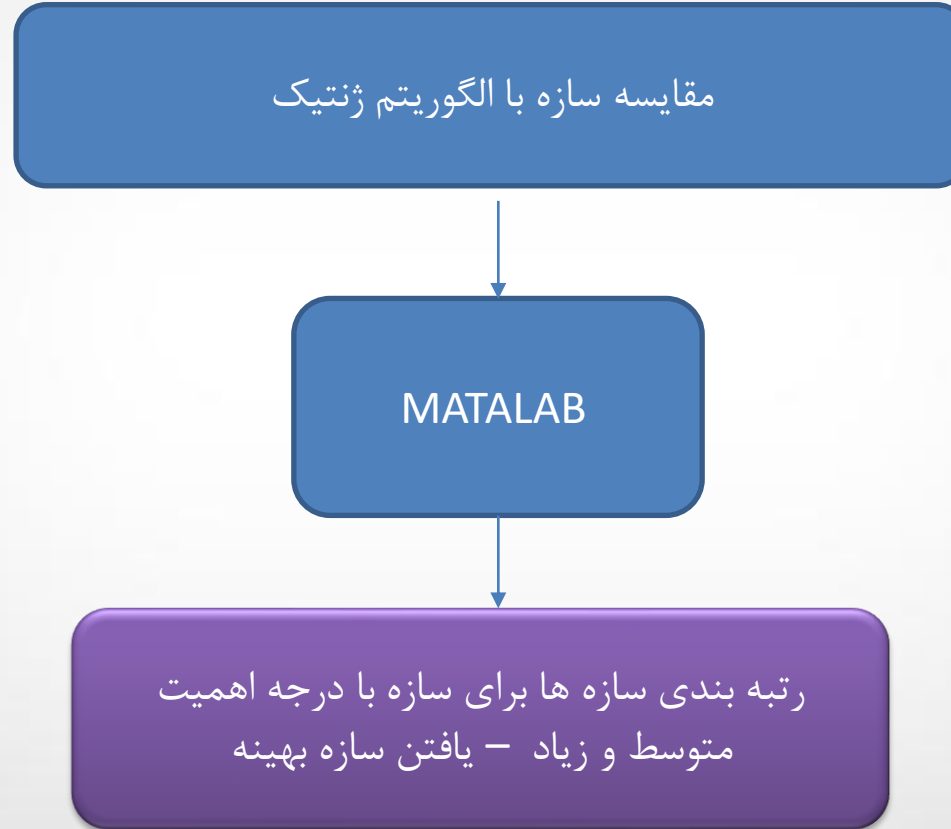 مقایسه سازه با الگوریتم ژنتیک
MATALAB
رتبه بندی سازه ها برای سازه با درجه اهمیت
متوسط و زیاد – یافتن سازه بهینه